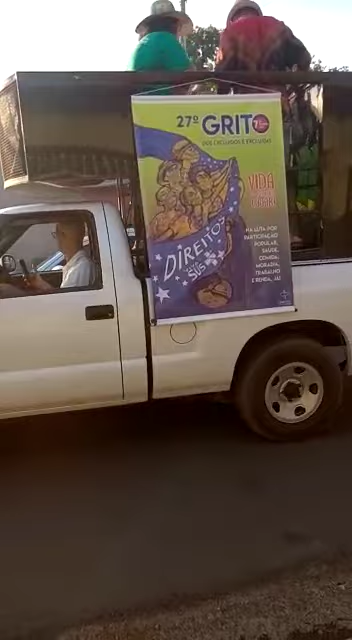 27º GRITO
DOS EXCLUÍDOS E EXCLUÍDAS
VIDA
NA LUTA POR
PARTICIPAÇÃO
POPULAR,
SAÚDE,
COMIDA,
MORADIA,
TRABALHO
E RENDA, JÁ!
DIREITOS
SUS